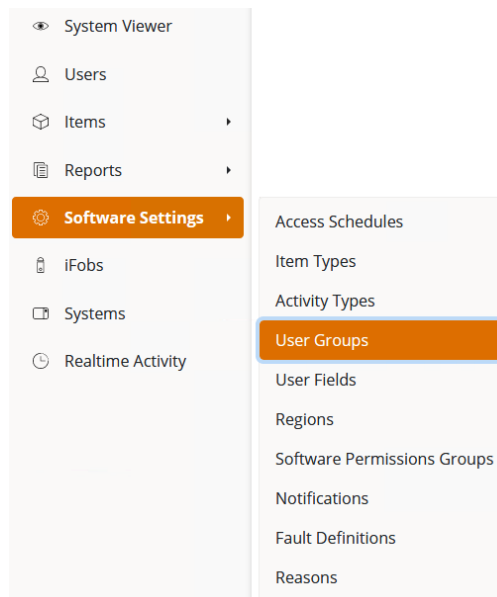 System Viewer
Users
Items
Reports
Software Settings
iFobs
Systems
Realtime Activity
Access Schedules
Item Types
Activity Types
User Groups
User Fields
Regions
Software Permissions Groups
Notifications
Fault Definitions
Reasons